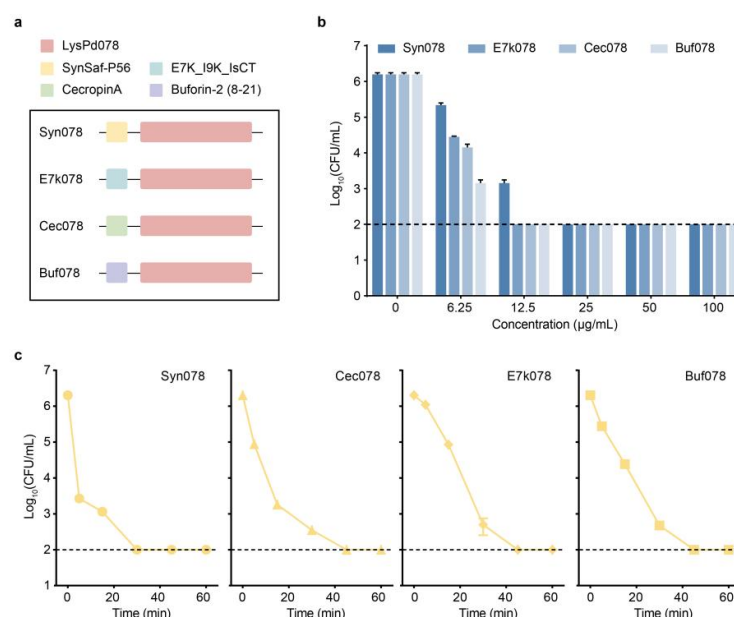 a
LysPd078
SynSaf-P56
E7K_I9K_IsCT
CecropinA
Buforin-2 (8-21)
Syn078
E7k078
Cec078
Buf078
b
Syn078 E7k078 Cec078 Buf078
Log10(CFU/mL)
7
6
5
4
3
2
1
0
0 6.25 12.5 25 50 100
Concentration (µg/mL)
c
Syn078 Cec078 E7k078 Buf078
Log10(CFU/mL)
7
6
5
4
3
2
1
0 20 40 60 0 20 40 60 0 20 40 60 0 20 40 60
Time (min) Time (min) Time (min) Time (min)